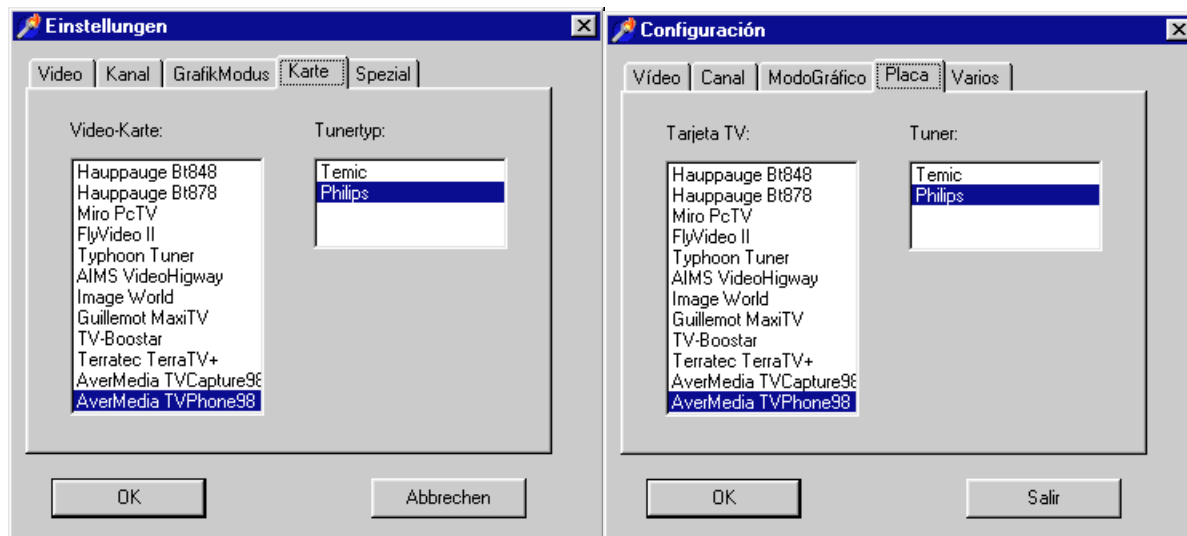 Einstellungen
Video Kanal GrafikModus Karte Spezial
Video-Karte:
Hauppauge Bt848
Hauppauge Bt878
Miro PcTV
FlyVideo II
Typhoon Tuner
AIMS VideoHigway
Image World
Guillemot MaxiTV
TV-Boostar
Terratec TerraTV+
AverMedia TVCapture98
AverMedia TVPhone98
Tunertyp:
Temic
Philips
OK
Abbrechen
Configuración
Vídeo Canal ModoGráfico Placa Varios
Tarjeta TV:
Hauppauge Bt848
Hauppauge Bt878
Miro PcTV
FlyVideo II
Typhoon Tuner
AIMS VideoHigway
Image World
Guillemot MaxiTV
TV-Boostar
Terratec TerraTV+
AverMedia TVCapture98
AverMedia TVPhone98
Tuner:
Temic
Philips
OK
Salir